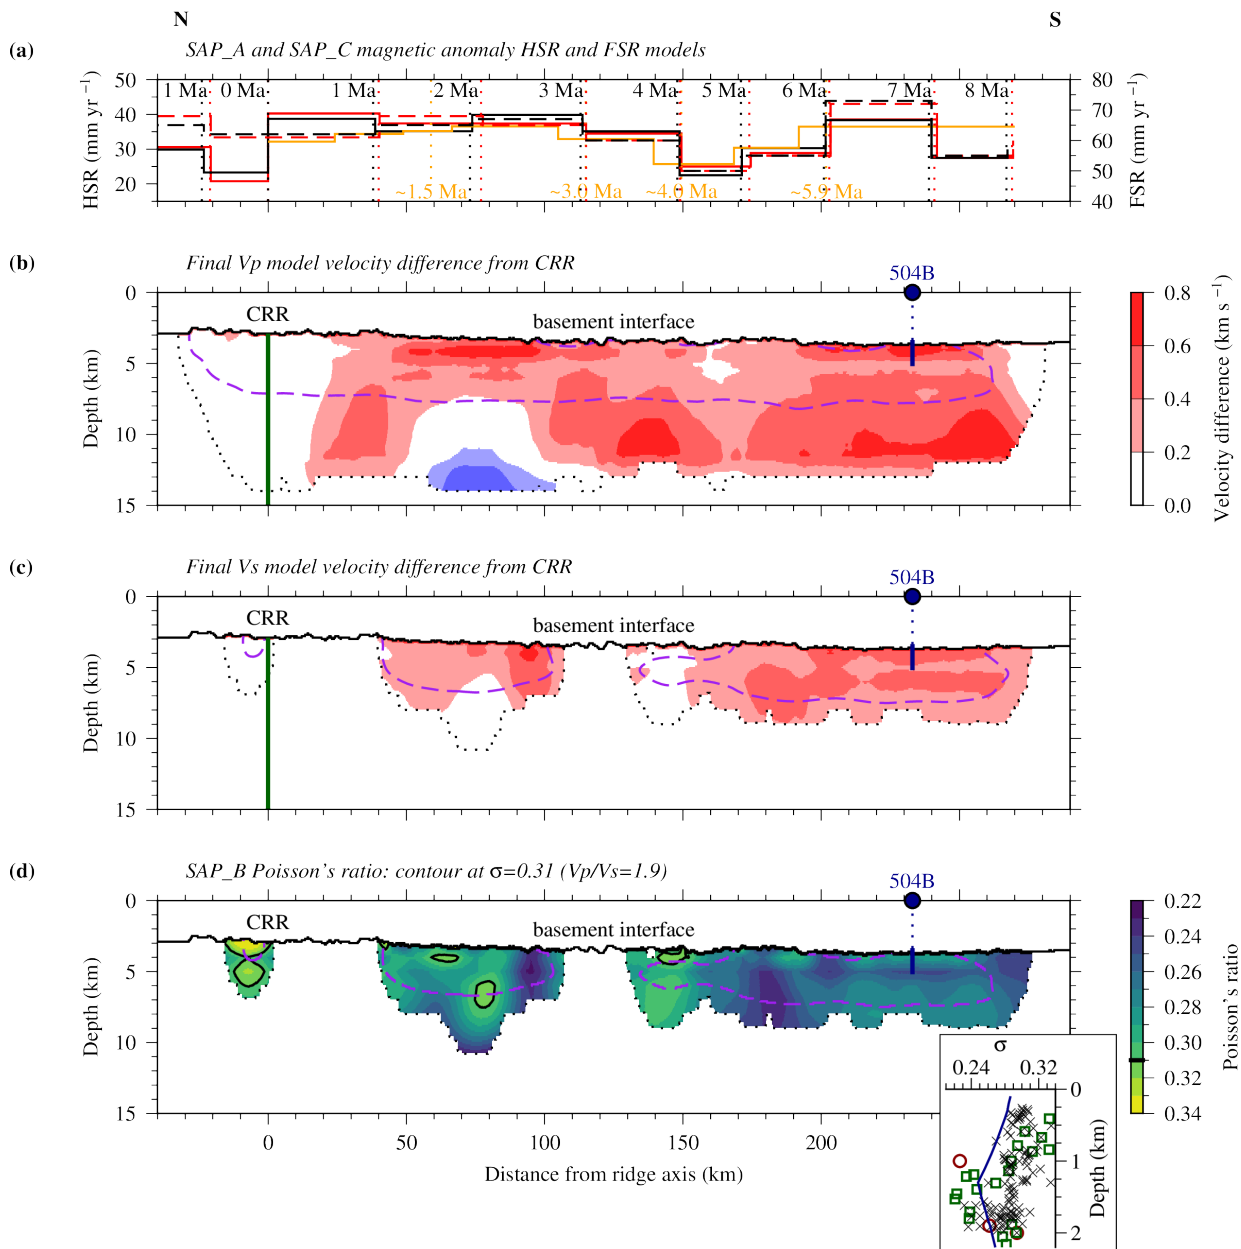 N S
(a) SAP_A and SAP_C magnetic anomaly HSR and FSR models
HSR (mm yr⁻¹)
50
40
30
20
1 Ma 0 Ma 1 Ma 2 Ma 3 Ma 4 Ma 5 Ma 6 Ma 7 Ma 8 Ma
~1.5 Ma ~3.0 Ma ~4.0 Ma ~5.9 Ma
80
70
60
50
40
FSR (mm yr⁻¹)
(b) Final Vp model velocity difference from CRR
504B
CRR
basement interface
Depth (km)
0
5
10
15
0.8
0.6
0.4
0.2
0.0
Velocity difference (km s⁻¹)
(c) Final Vs model velocity difference from CRR
504B
CRR
basement interface
Depth (km)
0
5
10
15
(d) SAP_B Poisson's ratio: contour at σ=0.31 (Vp/Vs=1.9)
504B
CRR
basement interface
Depth (km)
0
5
10
15
0.22
0.24
0.26
0.28
0.30
0.32
0.34
Poisson's ratio
0 50 100 150 200
Distance from ridge axis (km)
σ
0.24 0.32
0
1
2
Depth (km)